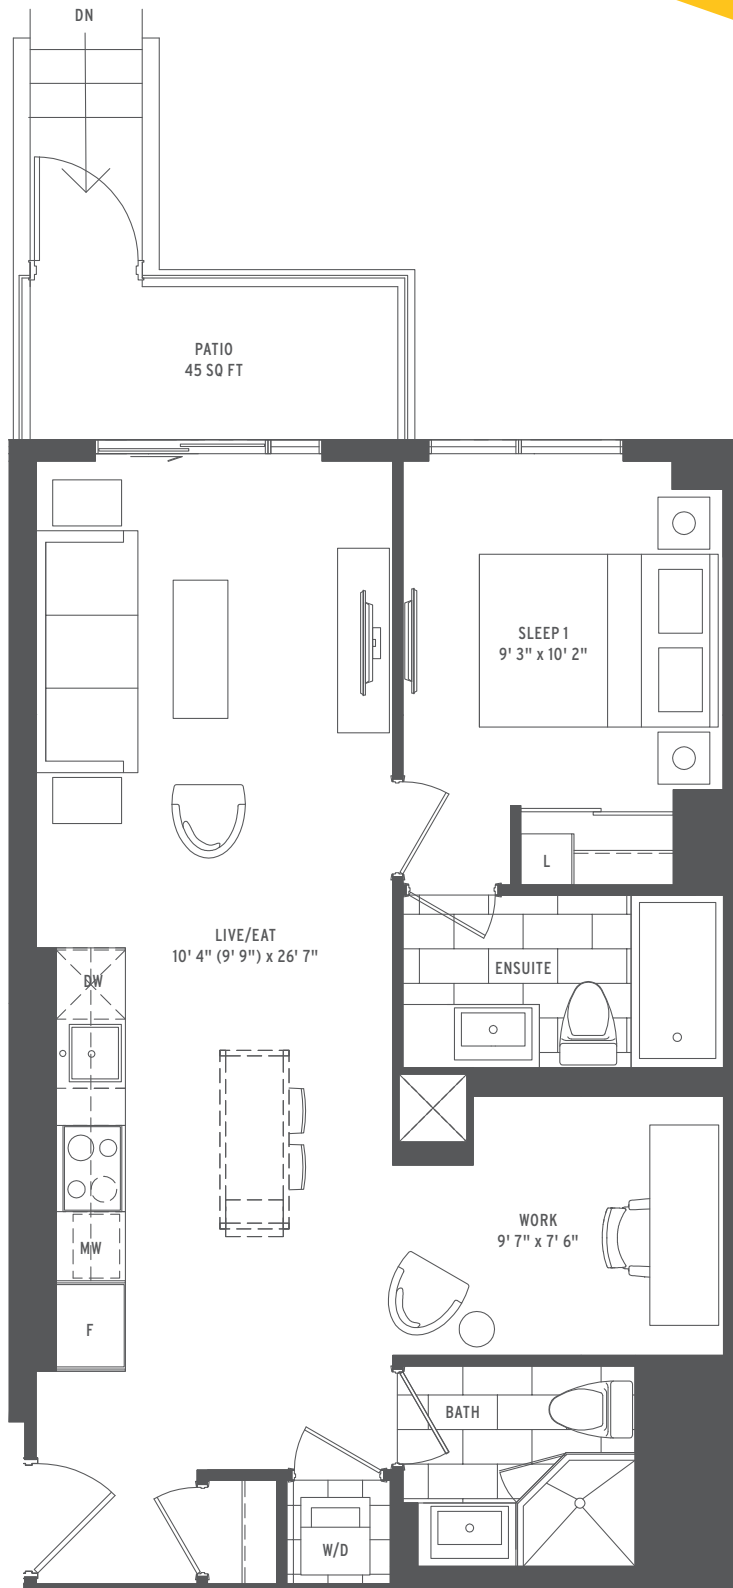 DN
PATIO
45 SQ FT
SLEEP 1
9' 3" x 10' 2"
L
LIVE/EAT
10' 4" (9' 9") x 26' 7"
DW
ENSUITE
WORK
9' 7" x 7' 6"
MW
F
BATH
W/D